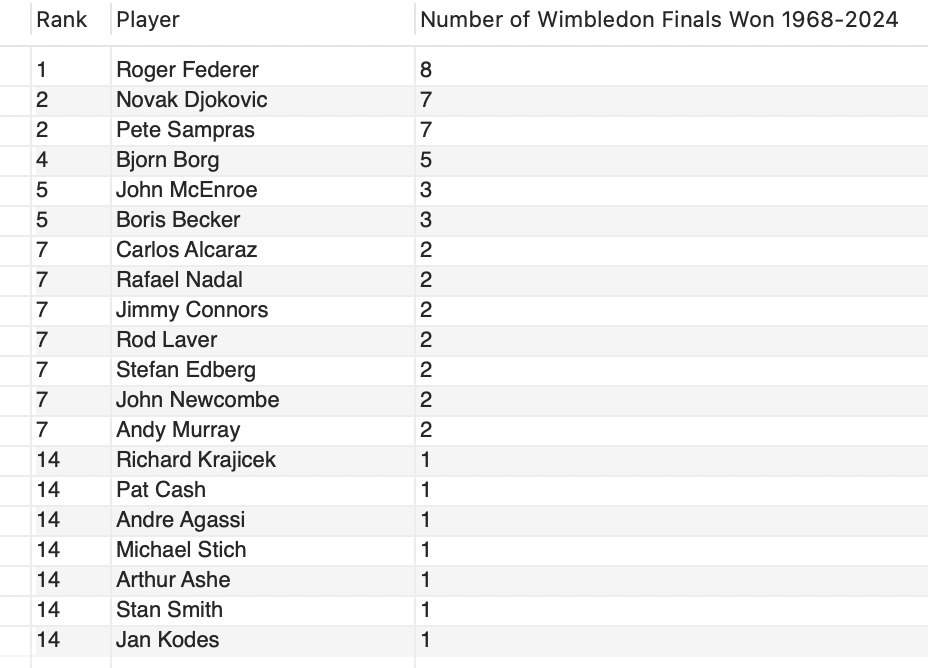 Rank Player Number of Wimbledon Finals Won 1968-2024
1 Roger Federer 8
2 Novak Djokovic 7
2 Pete Sampras 7
4 Bjorn Borg 5
5 John McEnroe 3
5 Boris Becker 3
7 Carlos Alcaraz 2
7 Rafael Nadal 2
7 Jimmy Connors 2
7 Rod Laver 2
7 Stefan Edberg 2
7 John Newcombe 2
7 Andy Murray 2
14 Richard Krajicek 1
14 Pat Cash 1
14 Andre Agassi 1
14 Michael Stich 1
14 Arthur Ashe 1
14 Stan Smith 1
14 Jan Kodes 1